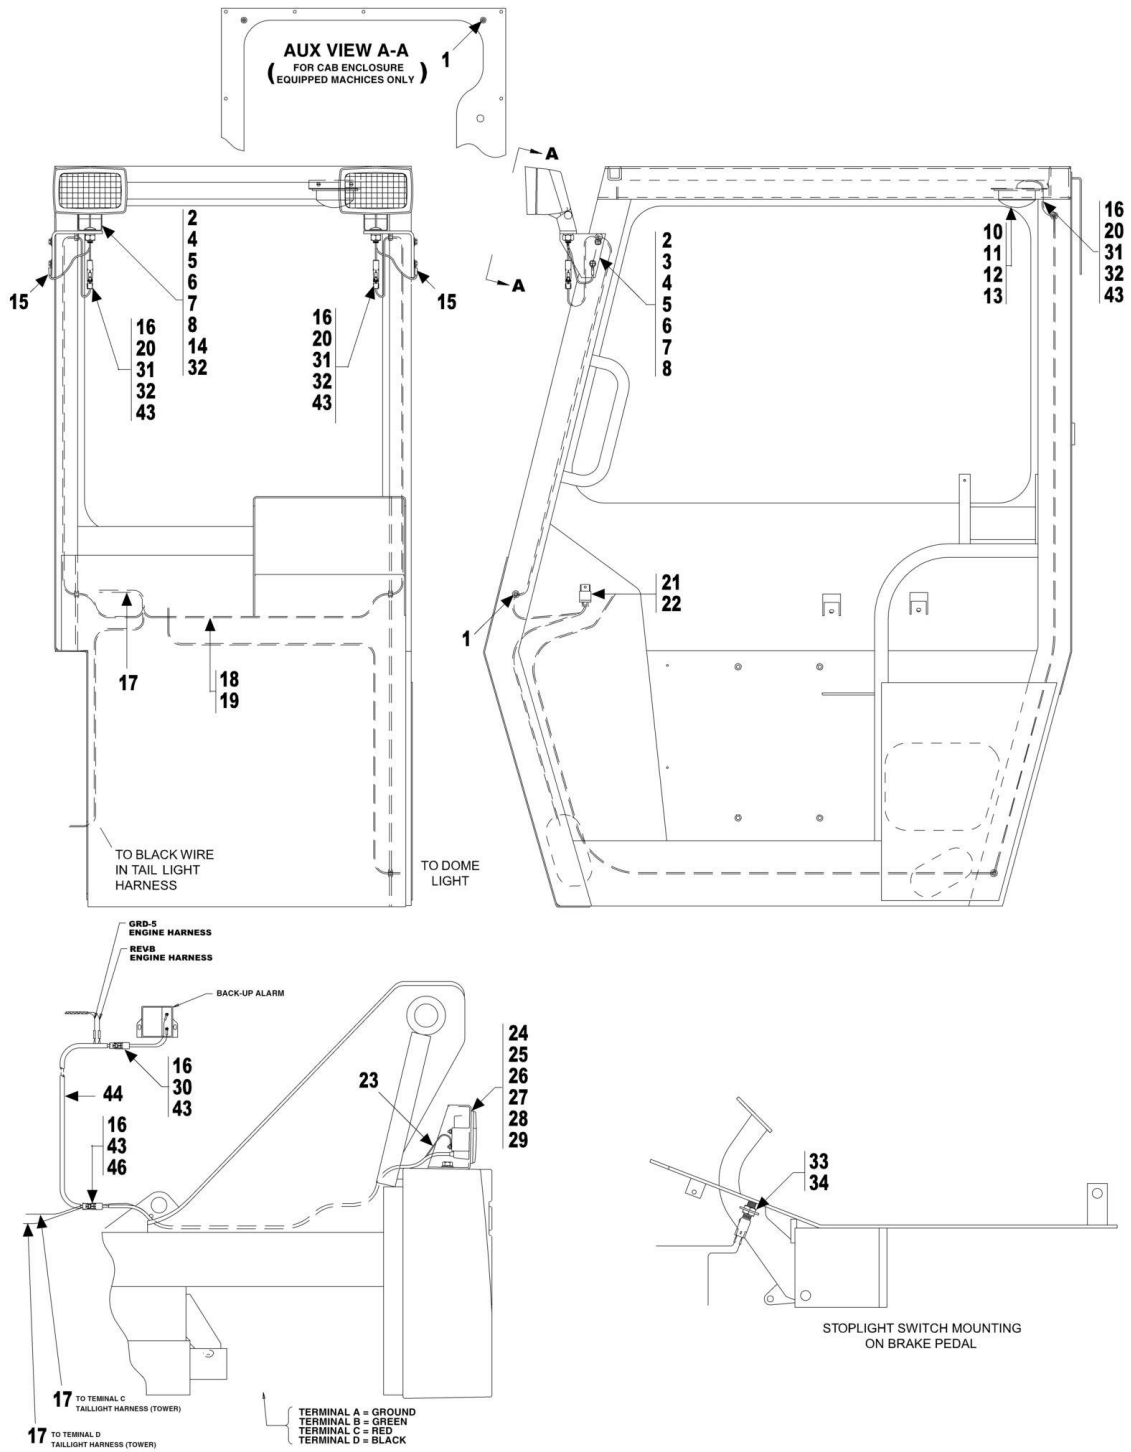 AUX VIEW A-A
( FOR CAB ENCLOSURE
EQUIPPED MACHICES ONLY )
1
A
A
2
4
5
6
7
8
14
32
15
15
16
20
31
32
43
16
20
31
32
43
2
3
4
5
6
7
8
10
11
12
13
16
20
31
32
43
21
22
1
17
18
19
TO BLACK WIRE
IN TAIL LIGHT
HARNESS
TO DOME
LIGHT
GRD-5
ENGINE HARNESS
REV-B
ENGINE HARNESS
BACK-UP ALARM
16
30
43
44
16
43
46
23
24
25
26
27
28
29
33
34
STOPLIGHT SWITCH MOUNTING
ON BRAKE PEDAL
17 TO TEMINAL C
TAILLIGHT HARNESS (TOWER)
17 TO TEMINAL D
TAILLIGHT HARNESS (TOWER)
TERMINAL A = GROUND
TERMINAL B = GREEN
TERMINAL C = RED
TERMINAL D = BLACK